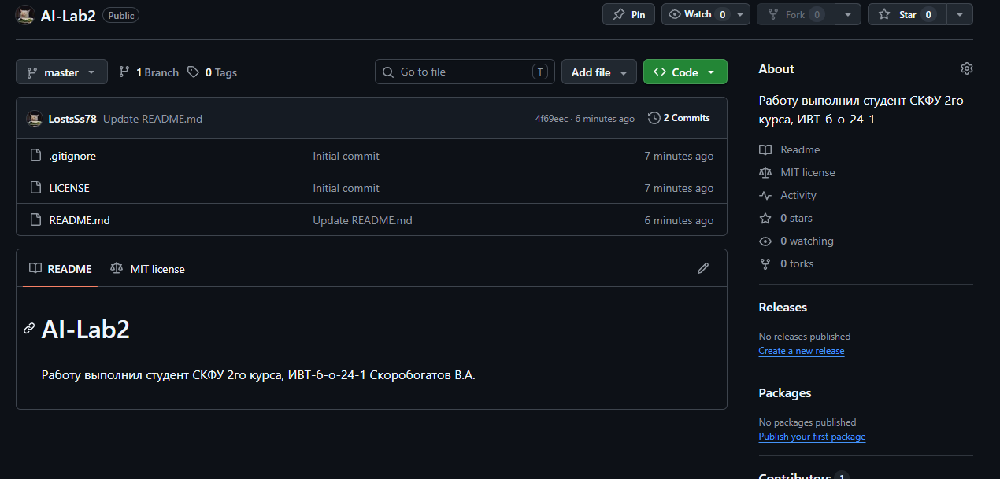 AI-Lab2 Public Pin Watch 0 Fork 0 Star 0
master 1 Branch 0 Tags Go to file T Add file Code
LostsSs78 Update README.md 4f69eec · 6 minutes ago 2 Commits
.gitignore Initial commit 7 minutes ago
LICENSE Initial commit 7 minutes ago
README.md Update README.md 6 minutes ago
README MIT license
AI-Lab2
Работу выполнил студент СКФУ 2го курса, ИВТ-б-о-24-1 Скоробогатов В.А.
About
Работу выполнил студент СКФУ 2го
курса, ИВТ-б-о-24-1
Readme
MIT license
Activity
0 stars
0 watching
0 forks
Releases
No releases published
Create a new release
Packages
No packages published
Publish your first package
Contributors 1